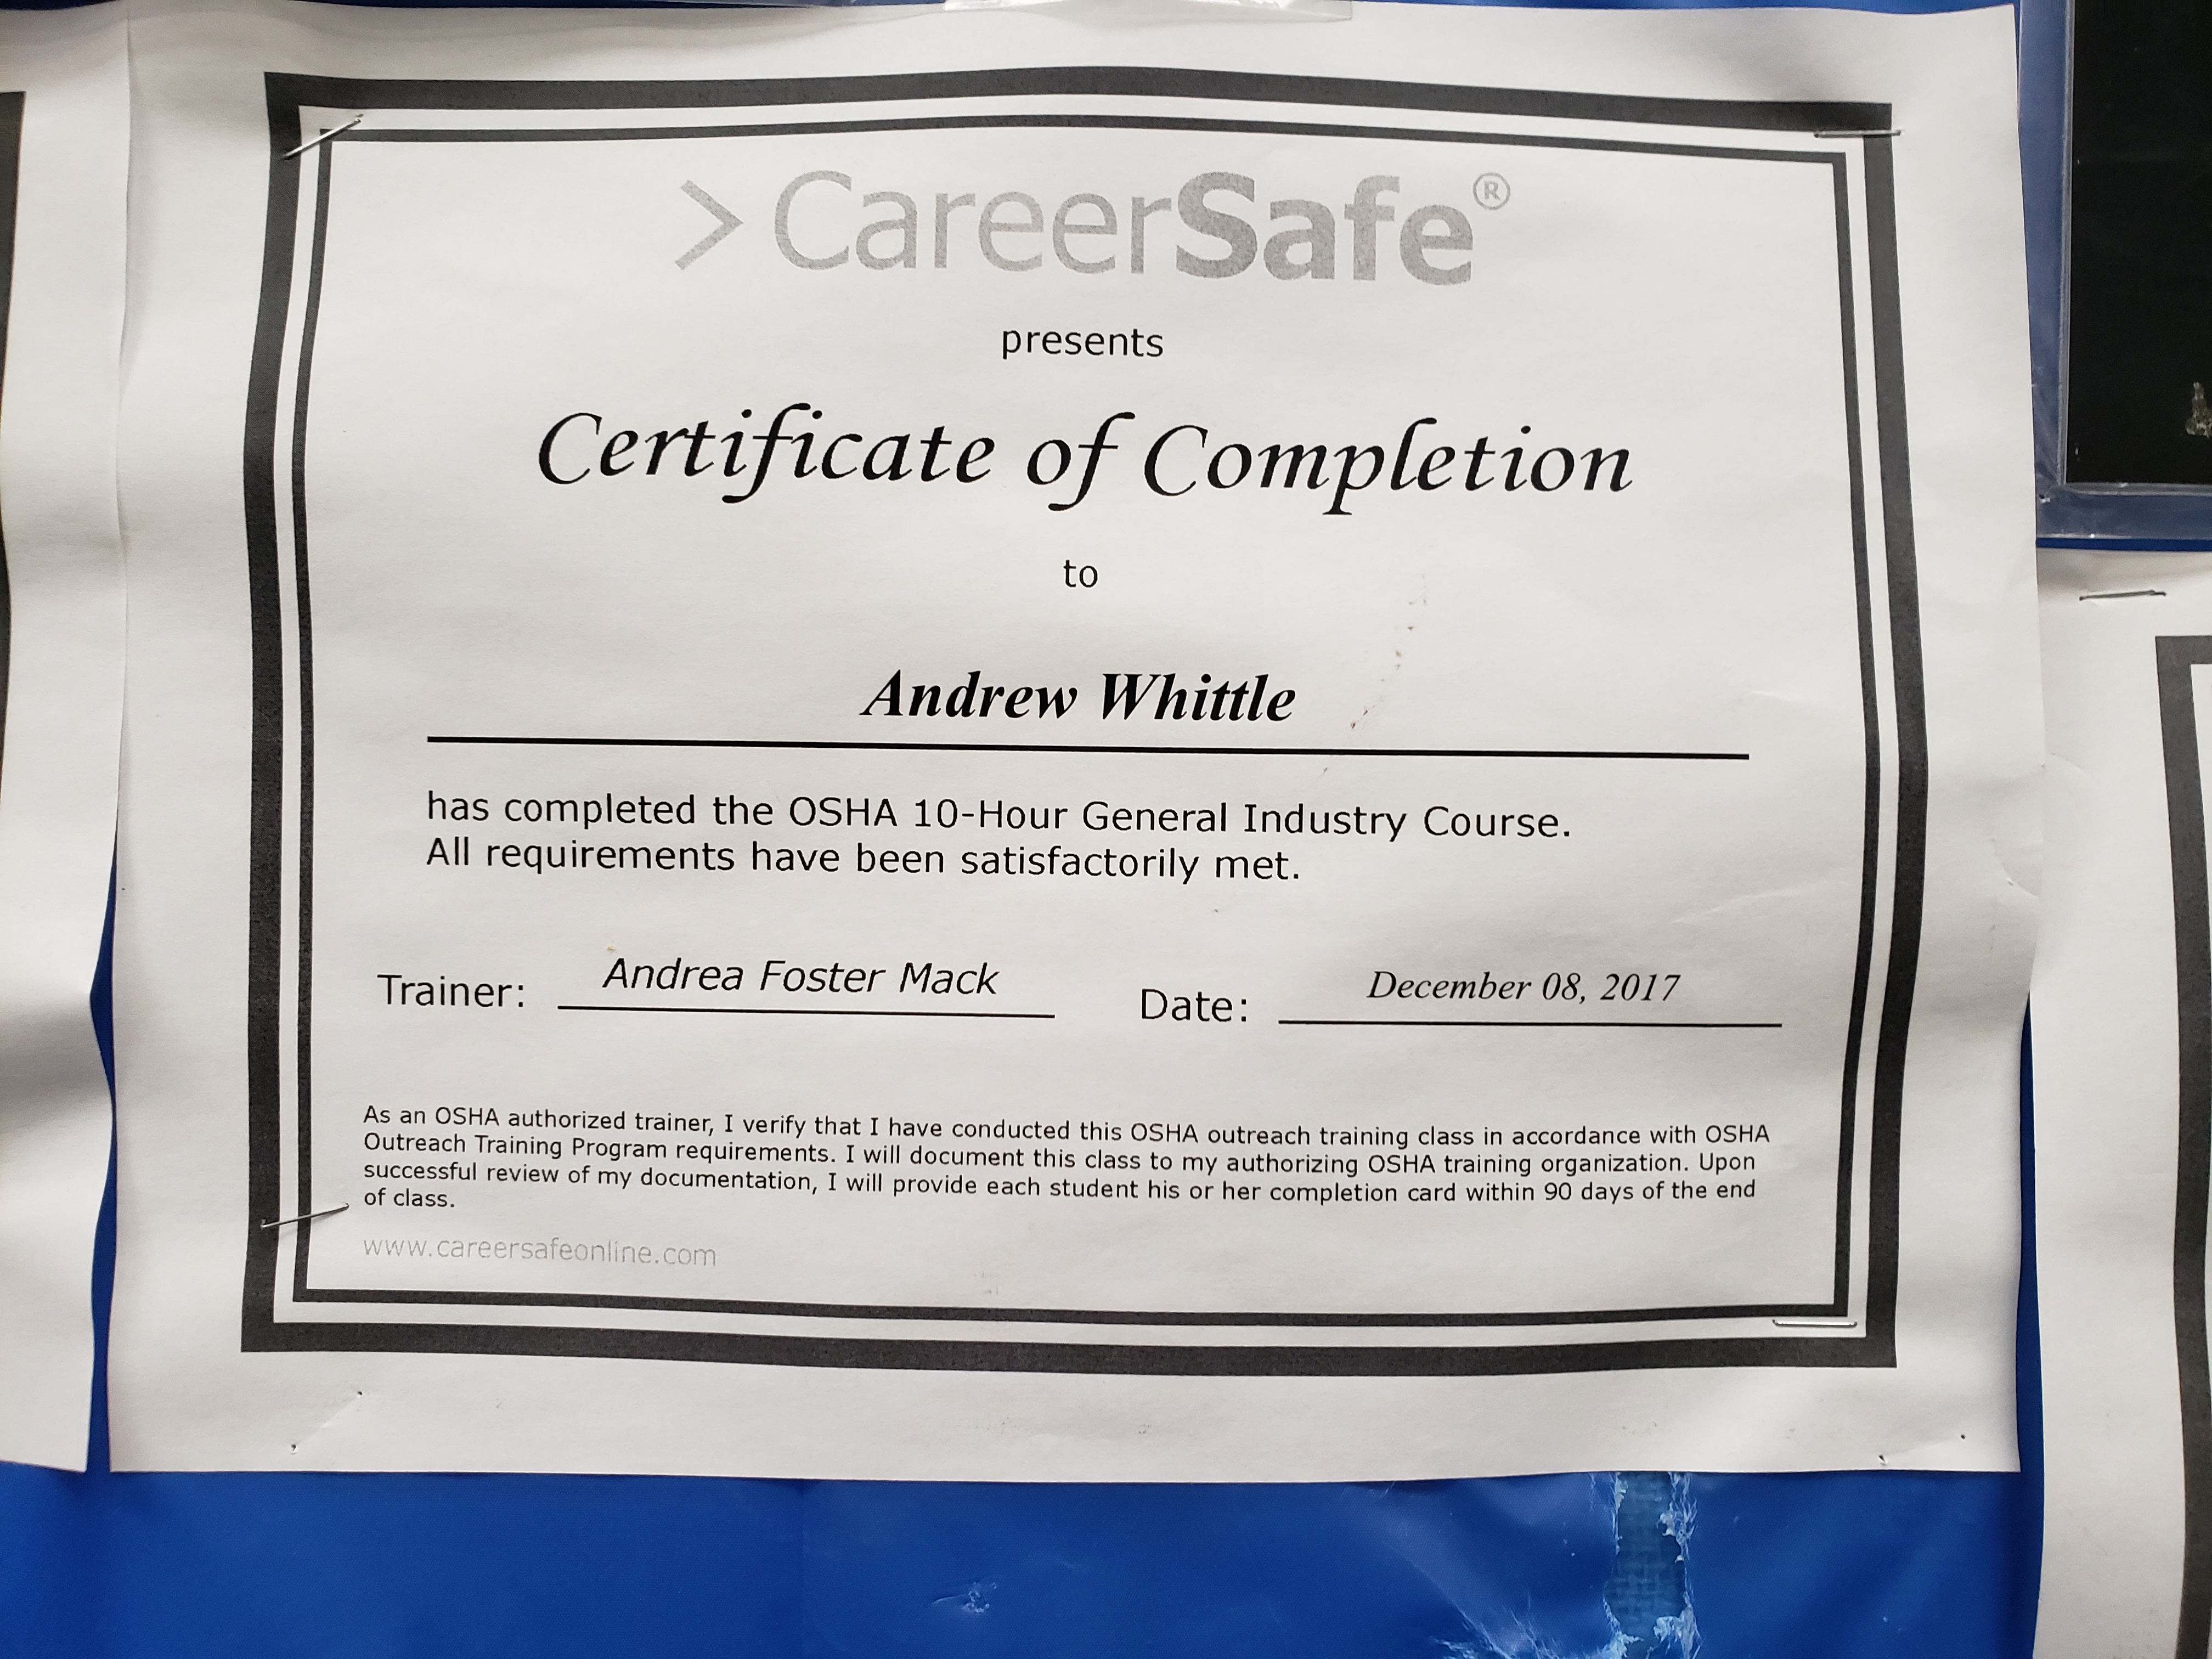 > CareerSafe®
presents
Certificate of Completion
to
Andrew Whittle
has completed the OSHA 10-Hour General Industry Course.
All requirements have been satisfactorily met.
Trainer: Andrea Foster Mack Date: December 08, 2017
As an OSHA authorized trainer, I verify that I have conducted this OSHA outreach training class in accordance with OSHA
Outreach Training Program requirements. I will document this class to my authorizing OSHA training organization. Upon
successful review of my documentation, I will provide each student his or her completion card within 90 days of the end
of class.
www.careersafeonline.com